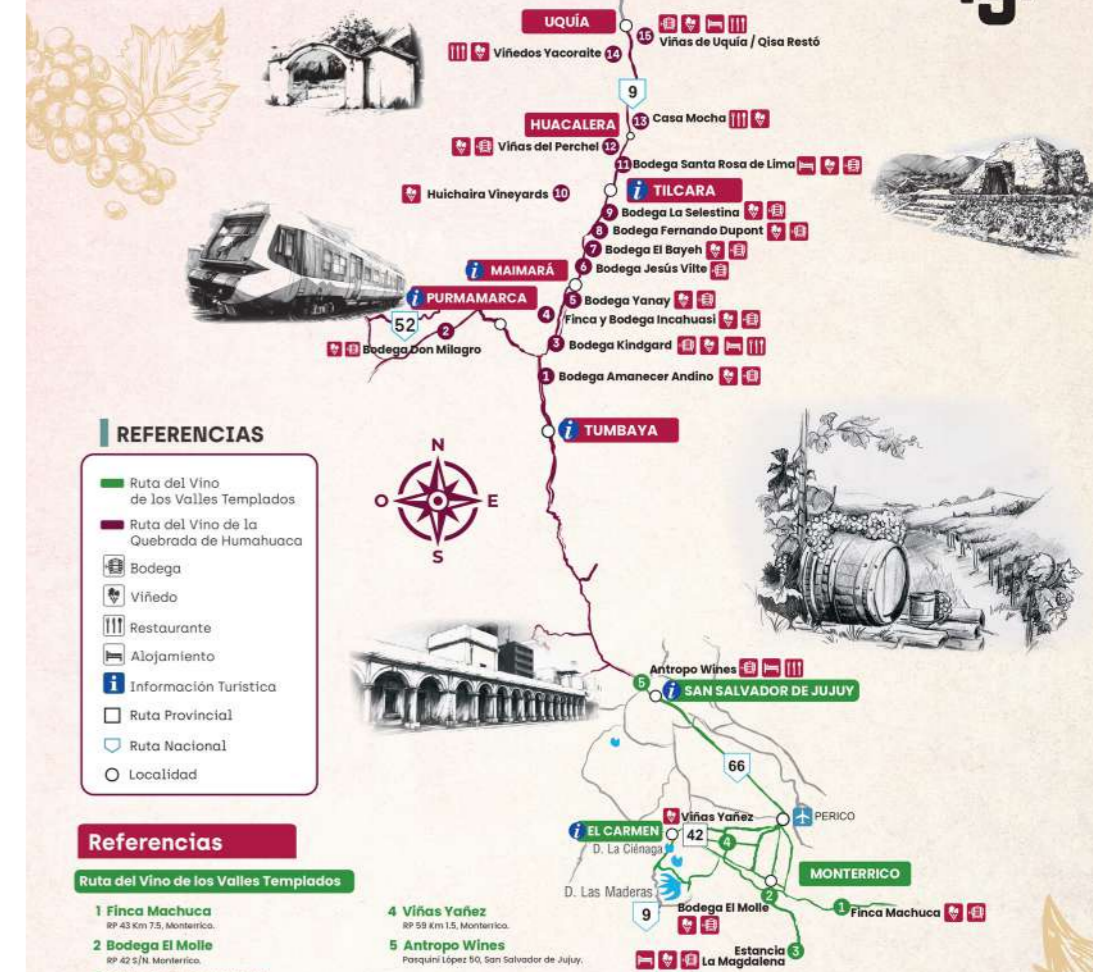 UQUÍA
15
Viñas de Uquía / Qisa Restó
Viñedos Yacoraite 14
9
13 Casa Mocha
HUACALERA
Viñas del Perchel 12
11 Bodega Santa Rosa de Lima
i TILCARA
Huichaira Vineyards 10
9 Bodega La Selestina
8 Bodega Fernando Dupont
7 Bodega El Bayeh
i MAIMARÁ
6 Bodega Jesús Vilte
i PURMAMARCA
5 Bodega Yanay
4
Finca y Bodega Incahuasi
52
2
Bodega Don Milagro
3 Bodega Kindgard
1 Bodega Amanecer Andino
i TUMBAYA
REFERENCIAS
Ruta del Vino
de los Valles Templados
Ruta del Vino de la
Quebrada de Humahuaca
Bodega
Viñedo
Restaurante
Alojamiento
i Información Turística
Ruta Provincial
Ruta Nacional
Localidad
N
O E
S
Antropo Wines
5
i SAN SALVADOR DE JUJUY
66
Viñas Yañez
PERICO
i EL CARMEN
42
4
D. La Ciénaga
MONTERRICO
D. Las Maderas
2
9
Bodega El Molle
1 Finca Machuca
Estancia 3
La Magdalena
Referencias
Ruta del Vino de los Valles Templados
1 Finca Machuca
RP 43 Km 7.5, Monterrico.
2 Bodega El Molle
RP 42 S/N. Monterrico.
4 Viñas Yañez
RP 59 Km 1.5, Monterrico.
5 Antropo Wines
Pasquini López 50, San Salvador de Jujuy.